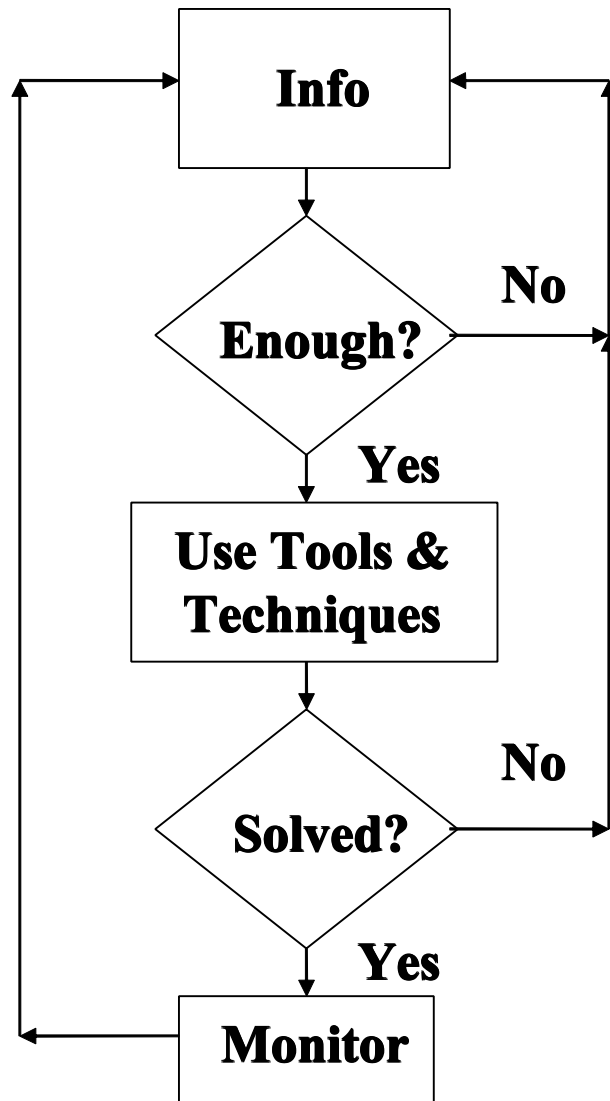 Info
Enough?
No
Yes
Use Tools &
Techniques
Solved?
No
Yes
Monitor